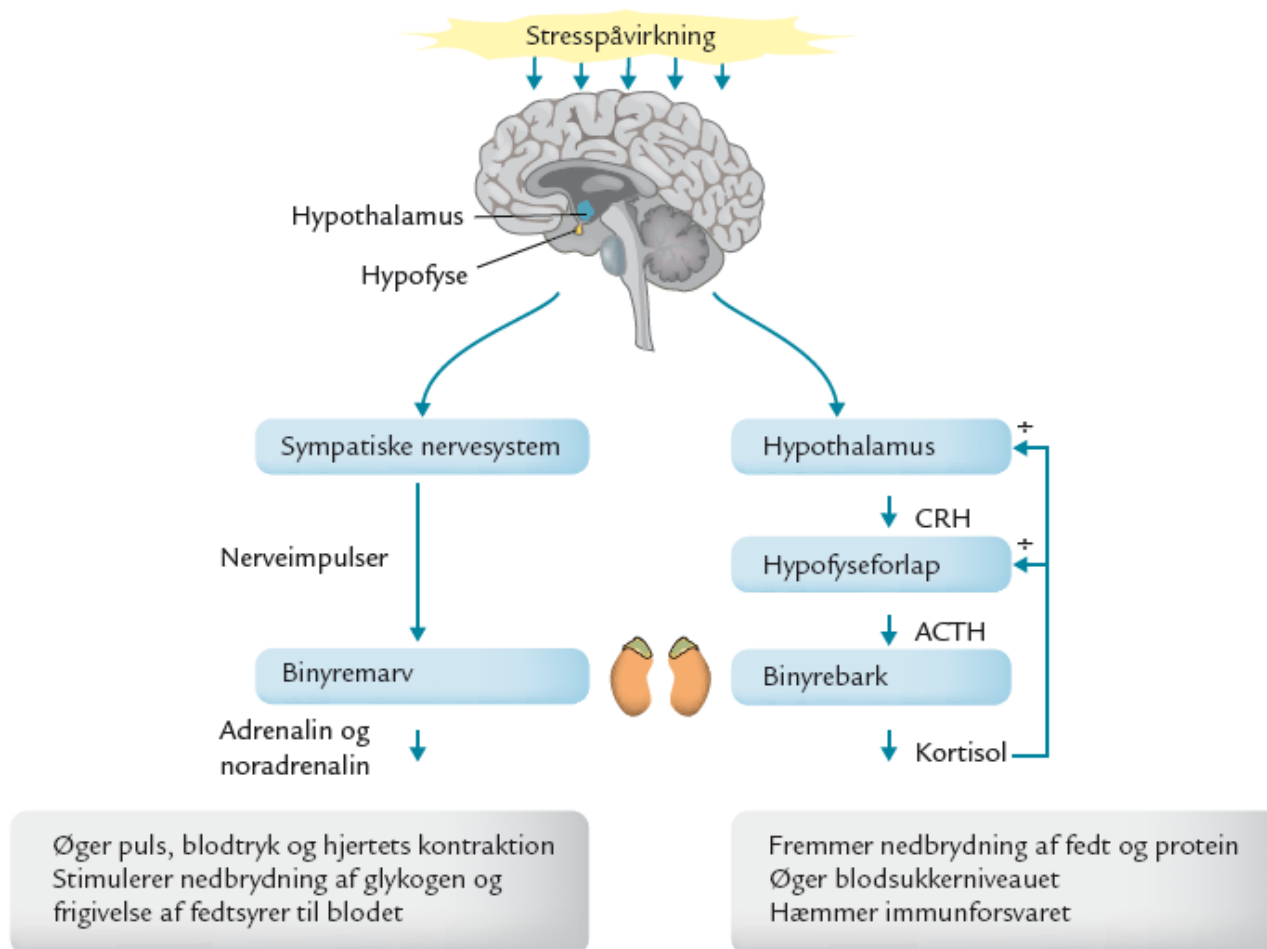 Stresspåvirkning
Hypothalamus
Hypofyse
Sympatiske nervesystem
Nerveimpulser
Binyremarv
Adrenalin og
noradrenalin
Øger puls, blodtryk og hjertets kontraktion
Stimulerer nedbrydning af glykogen og
frigivelse af fedtsyrer til blodet
Hypothalamus
÷
CRH
Hypofyseforlap
÷
ACTH
Binyrebark
Kortisol
Fremmer nedbrydning af fedt og protein
Øger blodsukkerniveauet
Hæmmer immunforsvaret